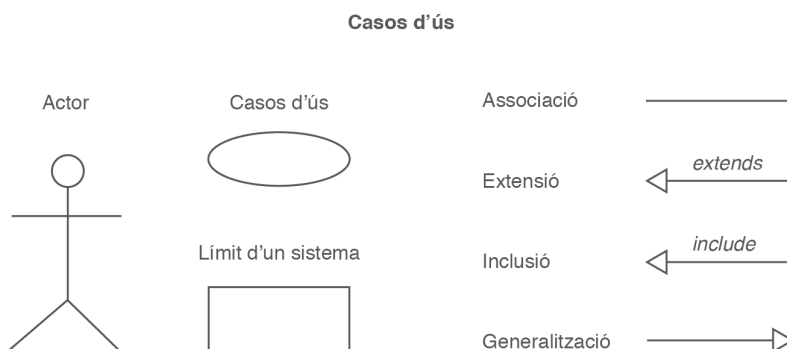 Casos d’ús
Actor
Casos d’ús
Límit d’un sistema
Associació
Extensió
extends
Inclusió
include
Generalització